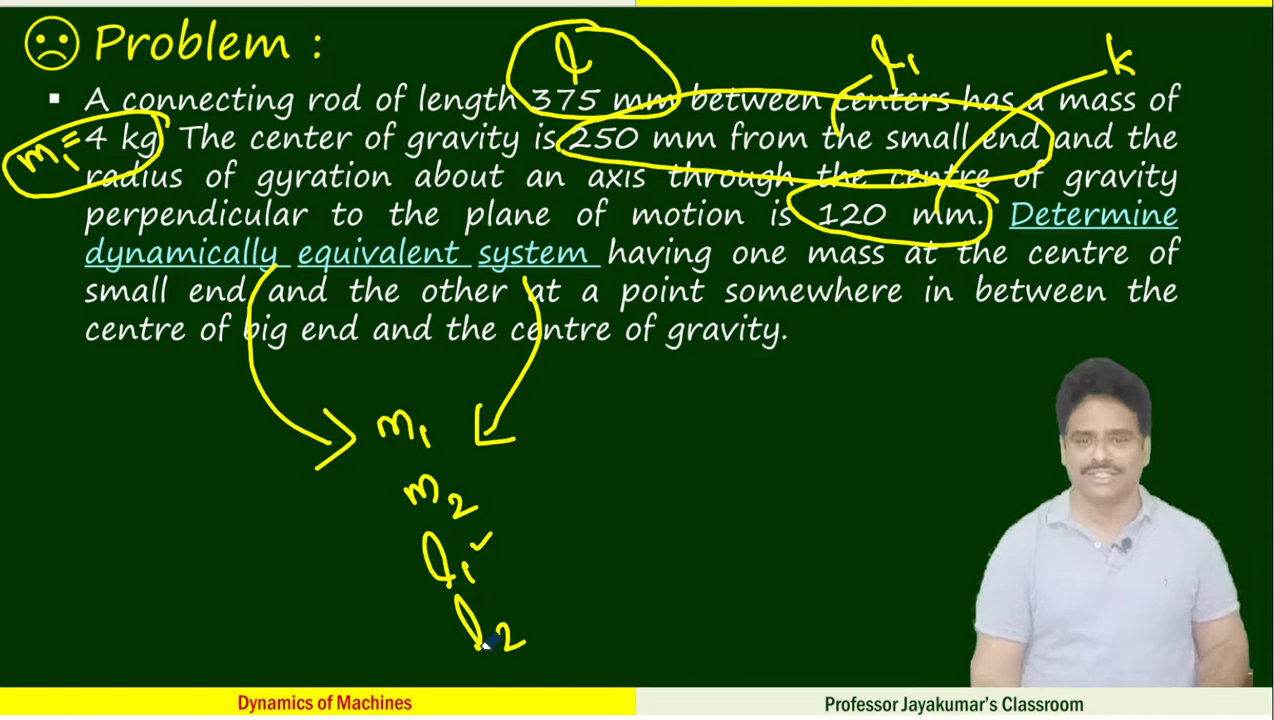 Problem :
l
l1
k
A connecting rod of length 375 mm between centers has a mass of
m1 =
4 kg. The center of gravity is 250 mm from the small end and the
radius of gyration about an axis through the centre of gravity
perpendicular to the plane of motion is 120 mm. Determine
dynamically equivalent system having one mass at the centre of
small end and the other at a point somewhere in between the
centre of big end and the centre of gravity.
m1
m2
l1 ✓
l2
Dynamics of Machines
Professor Jayakumar's Classroom